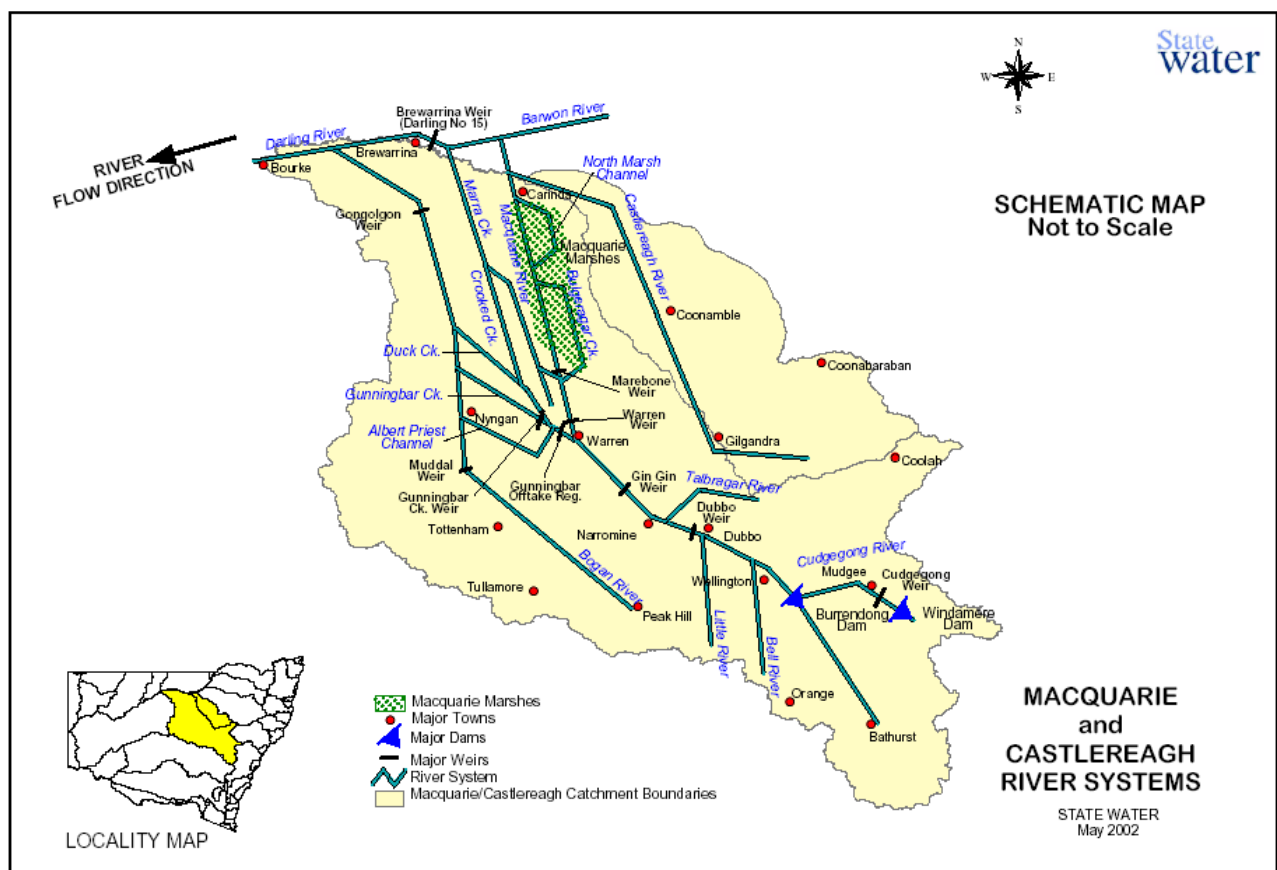 State
water
N
W
E
S
Brewarrina Weir
(Darling No 15)
Barwon River
Darling River
RIVER
FLOW DIRECTION
Brewarrina
Bourke
North Marsh
Channel
SCHEMATIC MAP
Not to Scale
Carinda
Marra Ck.
Macquarie River
Gongolgon
Weir
Castlereagh River
Macquarie
Marshes
Bulgeragar Ck.
Crooked Ck.
Coonamble
Duck Ck.
Coonabaraban
Marebone
Weir
Gunningbar Ck.
Nyngan
Warren
Weir
Albert Priest
Channel
Warren
Gilgandra
Coolah
Muddal
Weir
Gunningbar
Offtake Reg.
Gin Gin
Weir
Talbragar River
Gunningbar
Ck. Weir
Dubbo
Weir
Tottenham
Narromine
Dubbo
Cudgegong River
Bogan River
Wellington
Mudgee
Cudgegong
Weir
Tullamore
Peak Hill
Burrendong
Dam
Windamere
Dam
Little River
Bell River
Orange
Bathurst
Macquarie Marshes
Major Towns
Major Dams
Major Weirs
River System
Macquarie/Castlereagh Catchment Boundaries
LOCALITY MAP
MACQUARIE
and
CASTLEREAGH
RIVER SYSTEMS
STATE WATER
May 2002